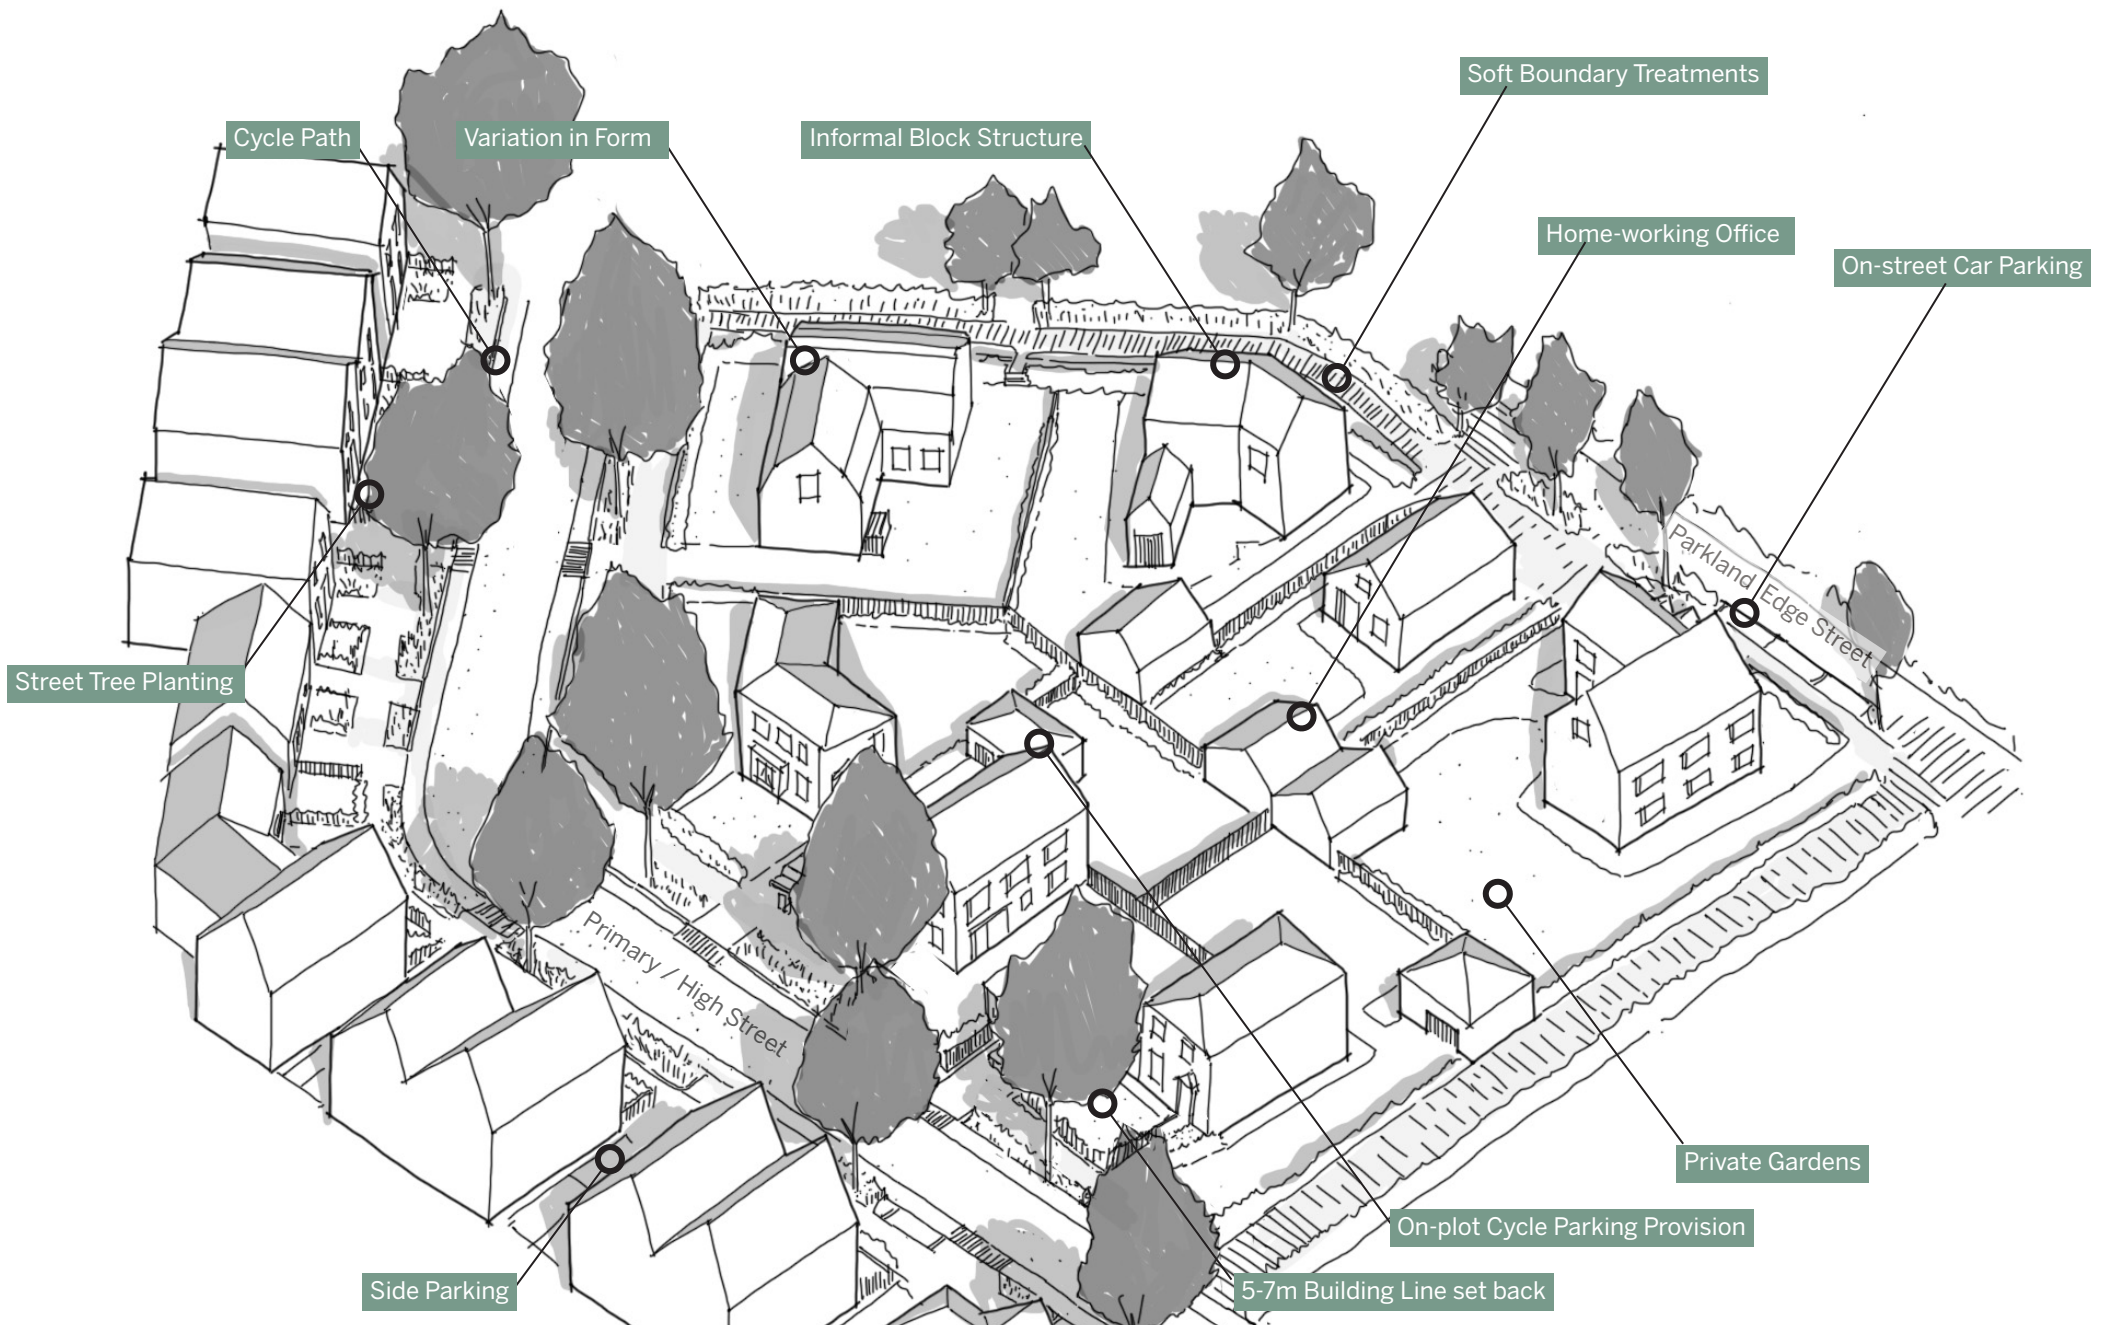 Soft Boundary Treatments
Cycle Path
Variation in Form
Informal Block Structure
Home-working Office
On-street Car Parking
Parkland Edge Street
Street Tree Planting
Primary / High Street
Private Gardens
On-plot Cycle Parking Provision
Side Parking
5-7m Building Line set back